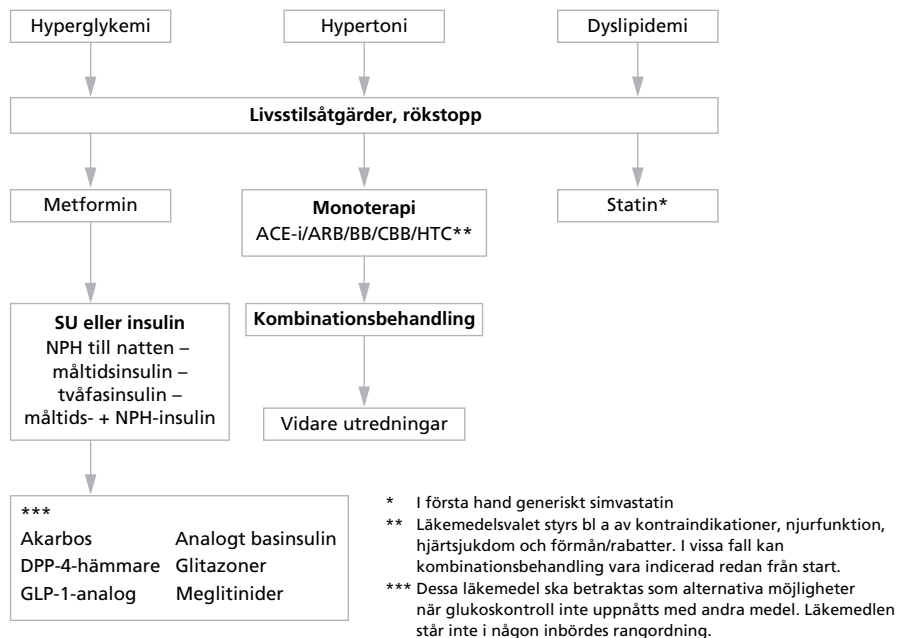 Hyperglykemi
Hypertoni
Dyslipidemi
Livsstilsåtgärder, rökstopp
Metformin
Monoterapi
ACE-i/ARB/BB/CBB/HTC**
Statin*
SU eller insulin
NPH till natten –
måltidsinsulin –
tvåfasinsulin –
måltids- + NPH-insulin
Kombinationsbehandling
Vidare utredningar
***
Akarbos Analogt basinsulin
DPP-4-hämmare Glitazoner
GLP-1-analog Meglitinider
* I första hand generiskt simvastatin
** Läkemedelsvalet styrs bl a av kontraindikationer, njurfunktion,
hjärtsjukdom och förmån/rabatter. I vissa fall kan
kombinationsbehandling vara indicerad redan från start.
*** Dessa läkemedel ska betraktas som alternativa möjligheter
när glukoskontroll inte uppnåtts med andra medel. Läkemedlen
står inte i någon inbördes rangordning.